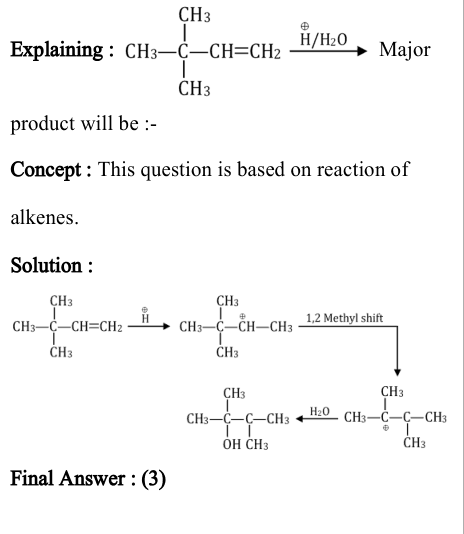 CH3
Explaining : CH3—C—CH=CH2 ⊕H/H2O Major
CH3
product will be :-
Concept : This question is based on reaction of
alkenes.
Solution :
CH3 CH3
CH3—C—CH=CH2 ⊕H CH3—C—⊕CH—CH3 1,2 Methyl shift
CH3 CH3
CH3 CH3
CH3—C—C—CH3 H2O CH3—C—C—CH3
⊕
OH CH3 CH3
Final Answer : (3)